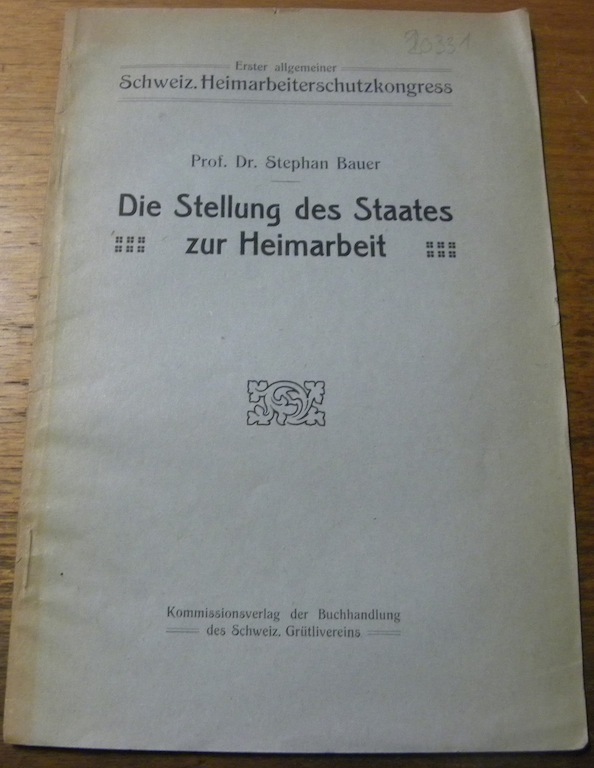 Erster allgemeiner
Schweiz. Heimarbeiterschutzkongress
Prof. Dr. Stephan Bauer
Die Stellung des Staates
zur Heimarbeit
Kommissionsverlag der Buchhandlung
des Schweiz. Grütlivereins